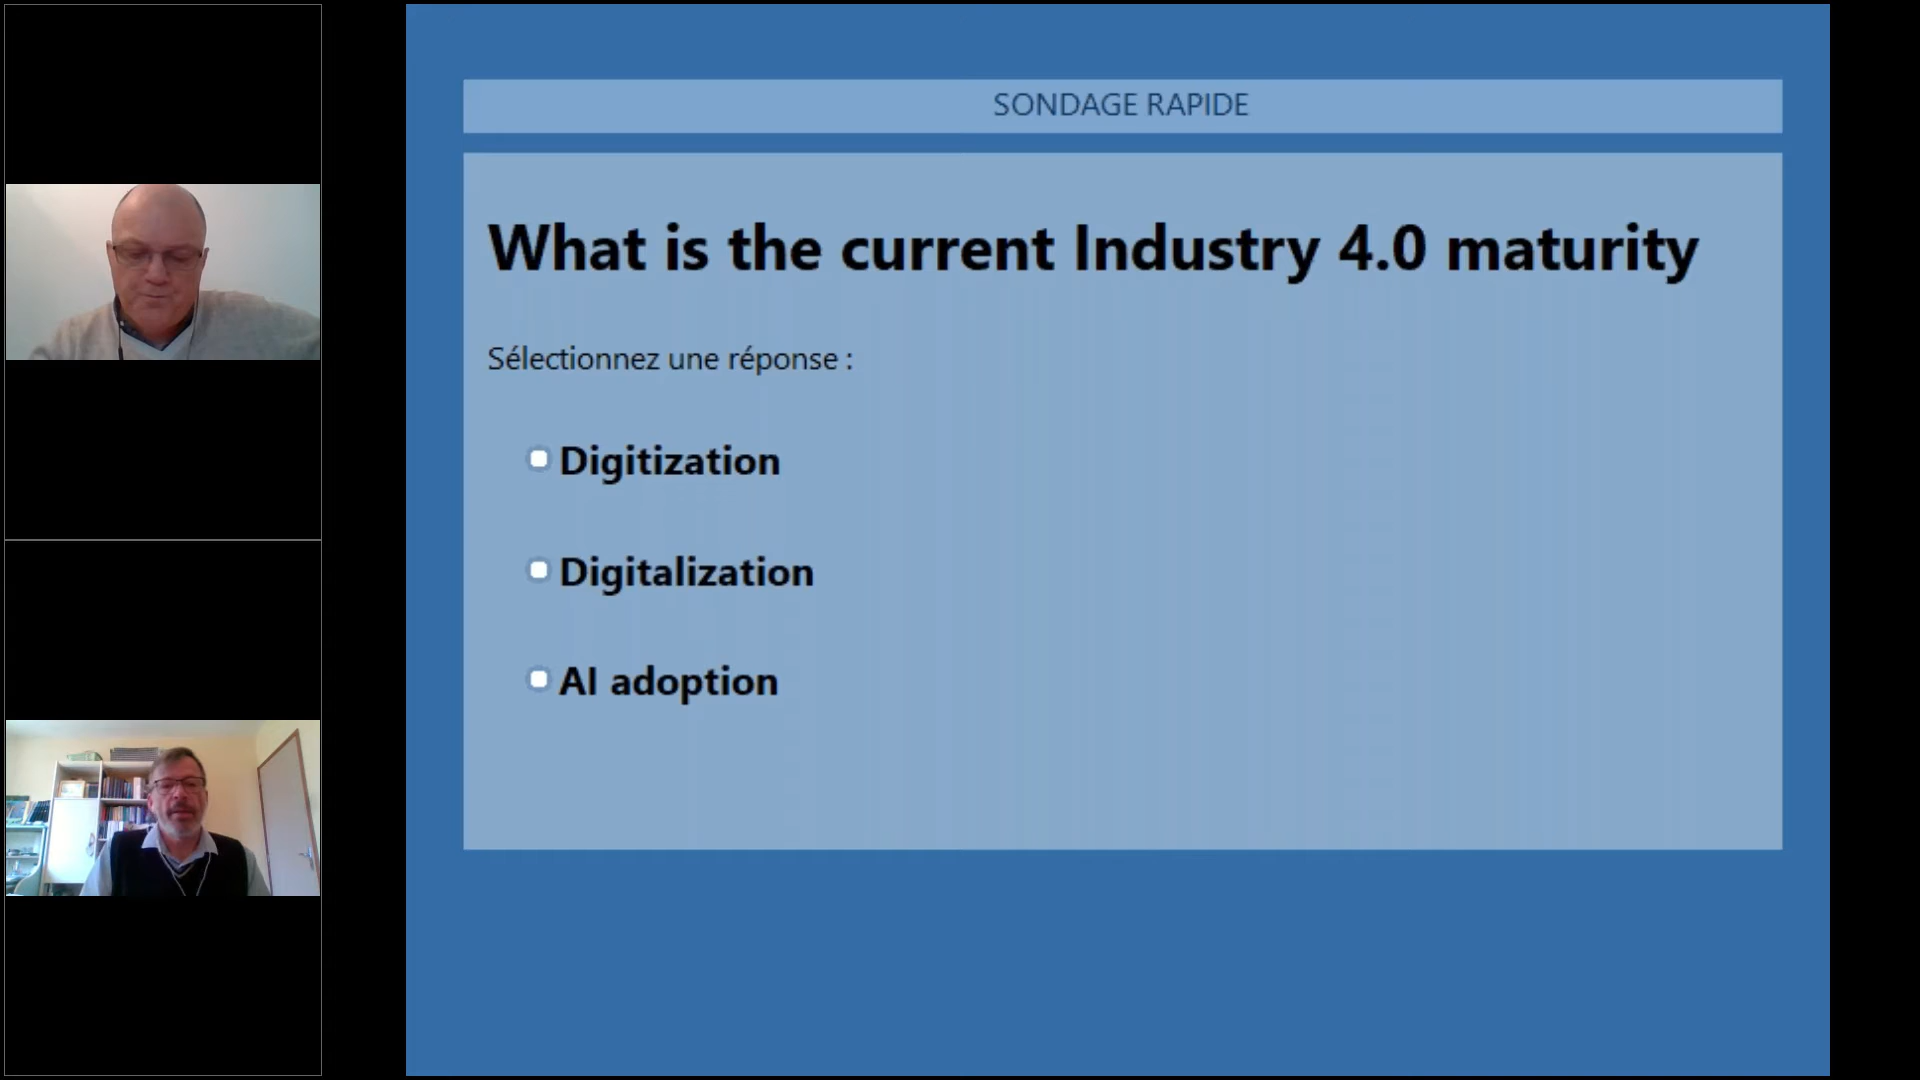 SONDAGE RAPIDE
What is the current Industry 4.0 maturity
Sélectionnez une réponse :
Digitization
Digitalization
AI adoption